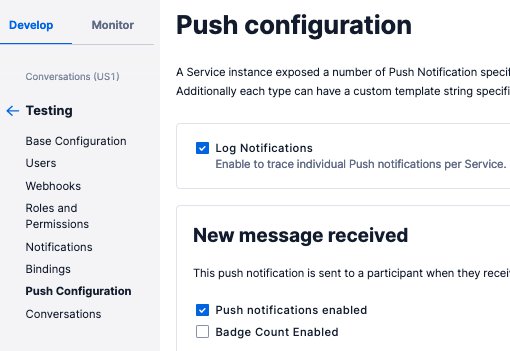 Develop
Monitor
Conversations (US1)
Testing
Base Configuration
Users
Webhooks
Roles and
Permissions
Notifications
Bindings
Push Configuration
Conversations
Push configuration
A Service instance exposed a number of Push Notification specif
Additionally each type can have a custom template string specifi
Log Notifications
Enable to trace individual Push notifications per Service.
New message received
This push notification is sent to a participant when they recei
Push notifications enabled
Badge Count Enabled